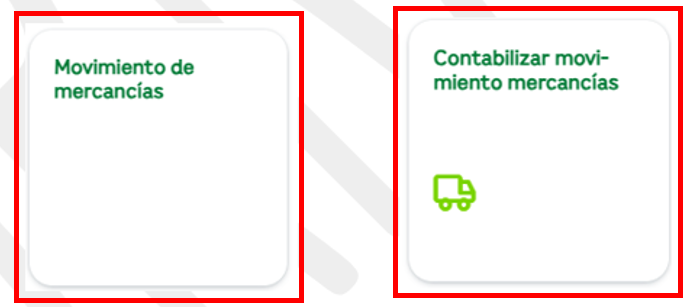 Movimiento de
mercancías
Contabilizar movi-
miento mercancías